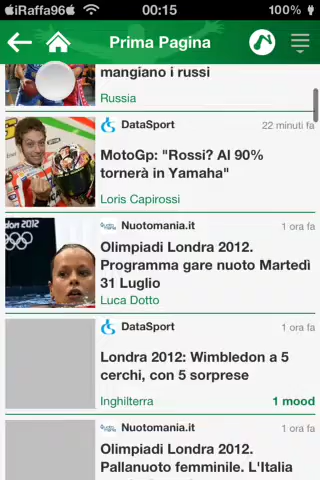 iRaffa96
00:15
100%
Prima Pagina
mangiano i russi
Russia
DataSport
22 minuti fa
MotoGp: "Rossi? Al 90%
tornerà in Yamaha"
Loris Capirossi
Nuotomania.it
1 ora fa
Olimpiadi Londra 2012.
Programma gare nuoto Martedì
31 Luglio
Luca Dotto
London 2012
DataSport
1 ora fa
Londra 2012: Wimbledon a 5
cerchi, con 5 sorprese
Inghilterra
1 mood
Nuotomania.it
1 ora fa
Olimpiadi Londra 2012.
Pallanuoto femminile. L'Italia